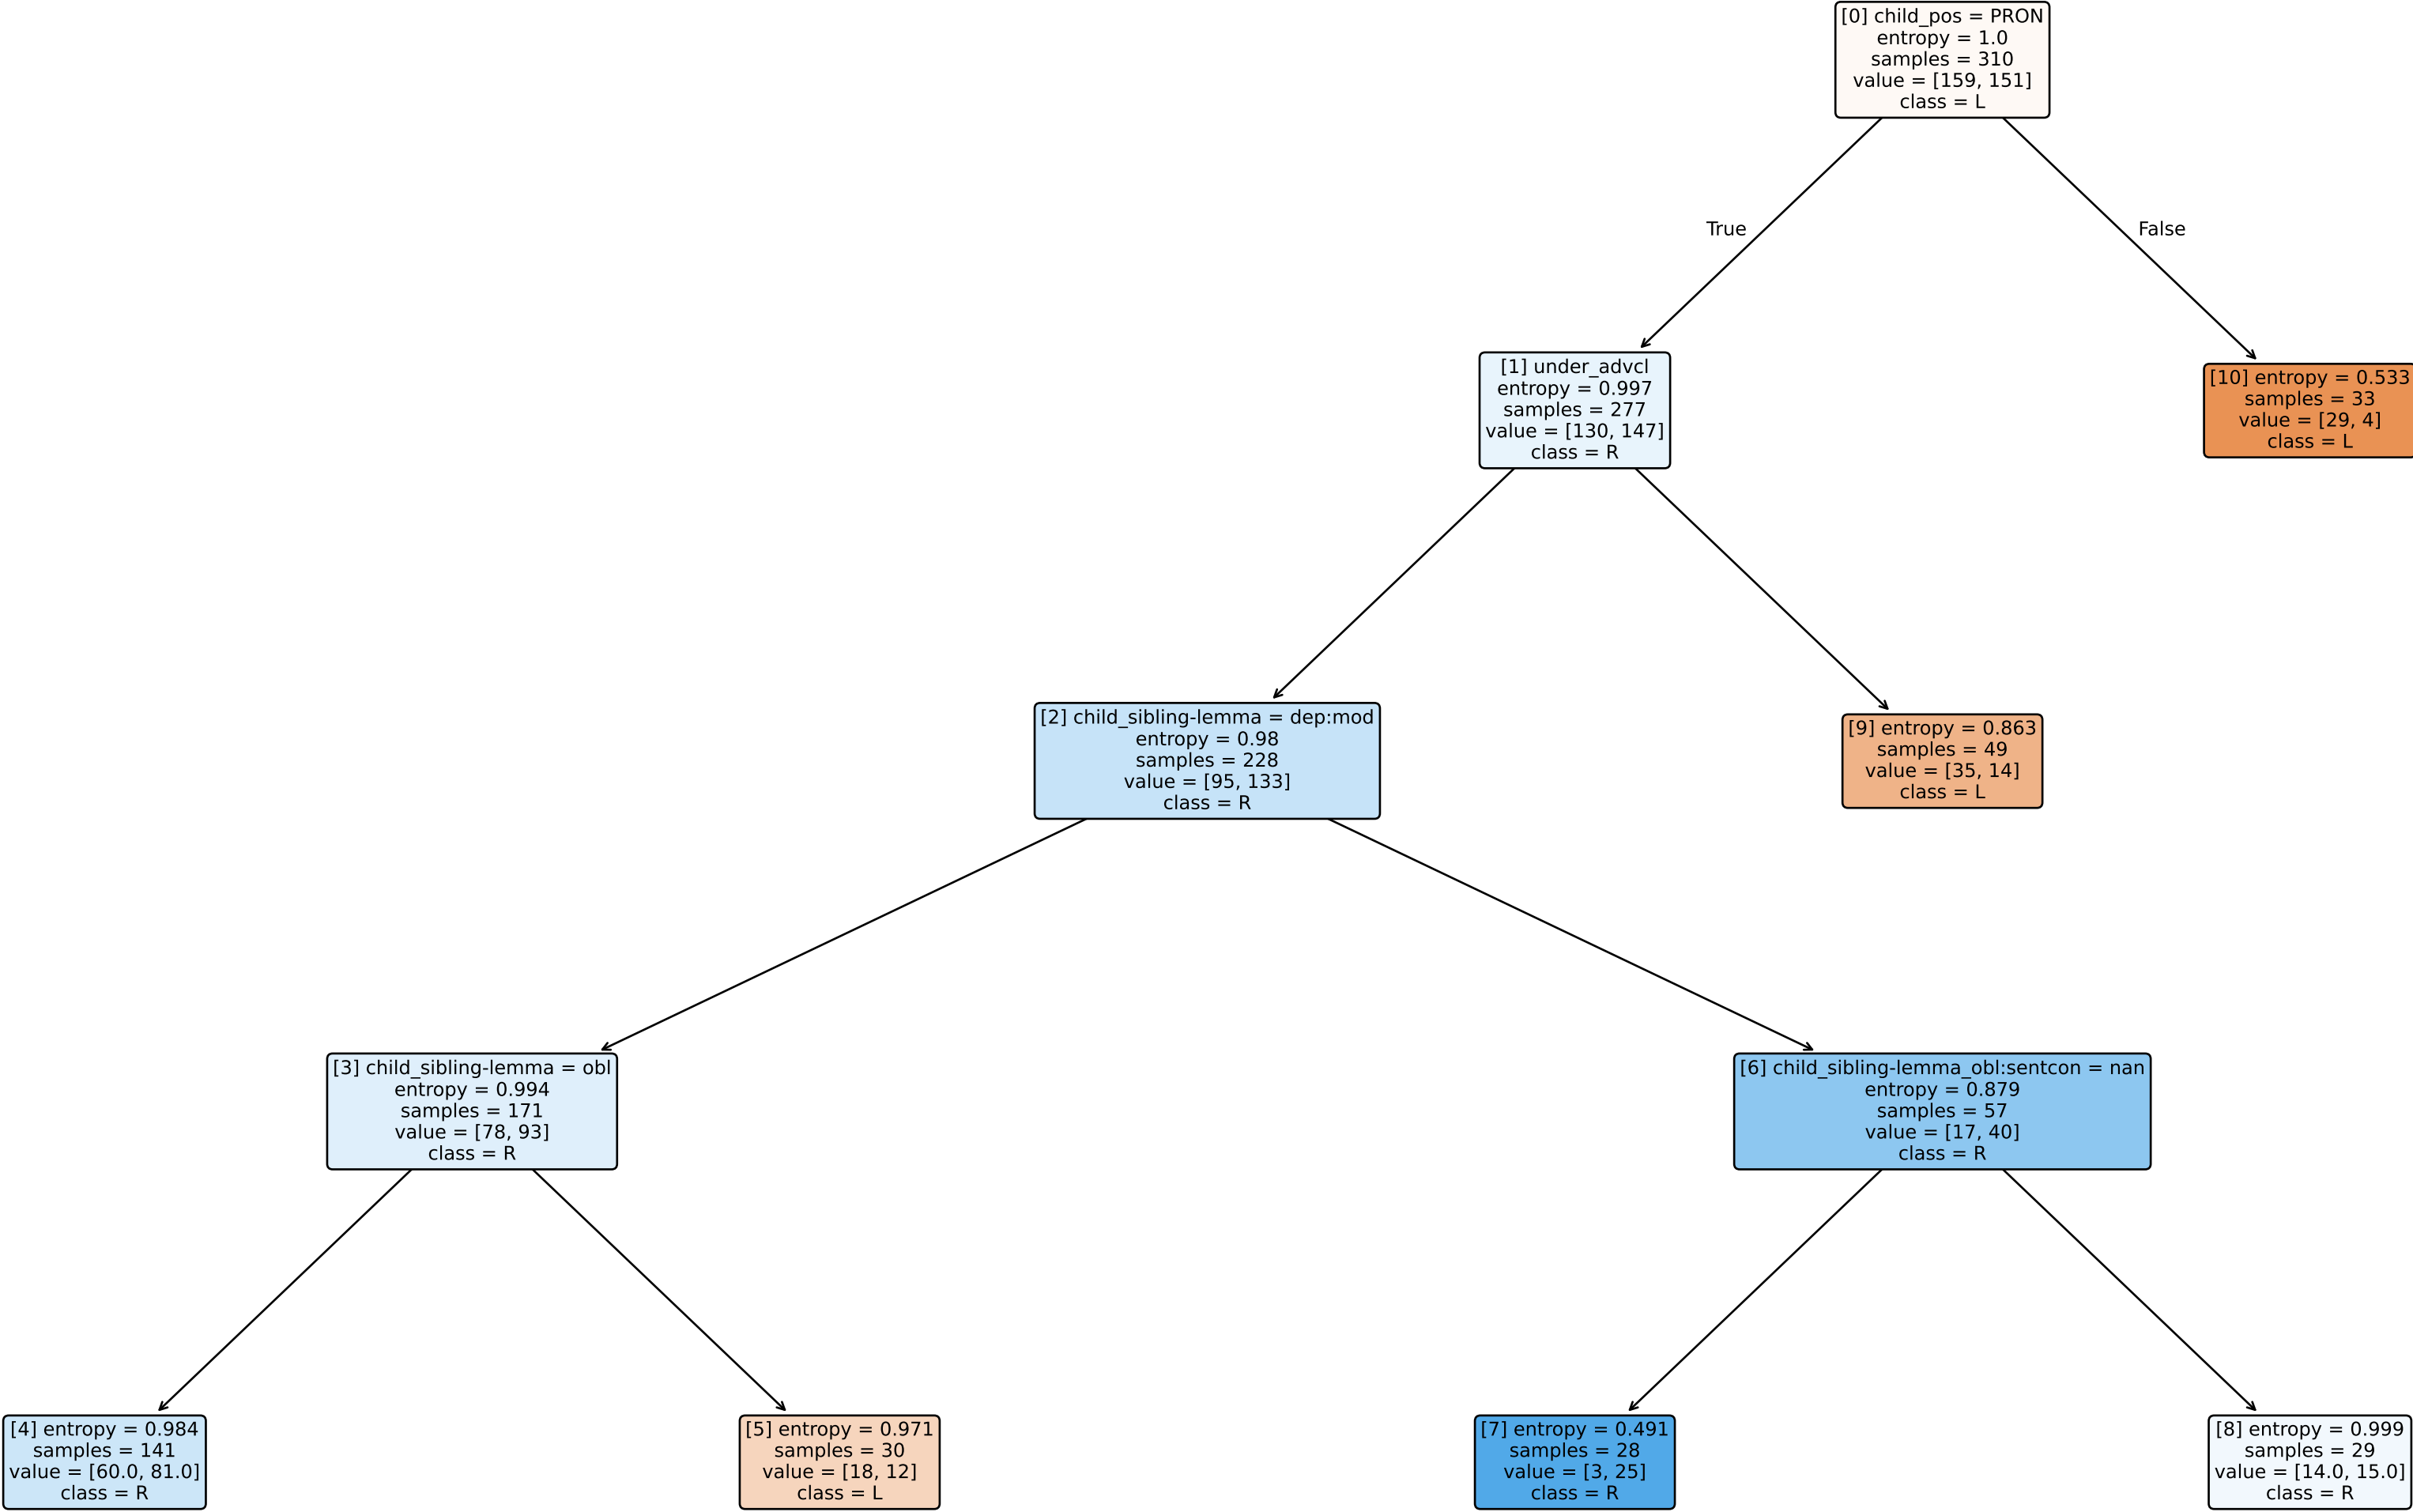 [0] child_pos = PRON
entropy = 1.0
samples = 310
value = [159, 151]
class = L
True
False
[1] under_advcl
entropy = 0.997
samples = 277
value = [130, 147]
class = R
[10] entropy = 0.533
samples = 33
value = [29, 4]
class = L
[2] child_sibling-lemma = dep:mod
entropy = 0.98
samples = 228
value = [95, 133]
class = R
[9] entropy = 0.863
samples = 49
value = [35, 14]
class = L
[3] child_sibling-lemma = obl
entropy = 0.994
samples = 171
value = [78, 93]
class = R
[6] child_sibling-lemma_obl:sentcon = nan
entropy = 0.879
samples = 57
value = [17, 40]
class = R
[4] entropy = 0.984
samples = 141
value = [60.0, 81.0]
class = R
[5] entropy = 0.971
samples = 30
value = [18, 12]
class = L
[7] entropy = 0.491
samples = 28
value = [3, 25]
class = R
[8] entropy = 0.999
samples = 29
value = [14.0, 15.0]
class = R